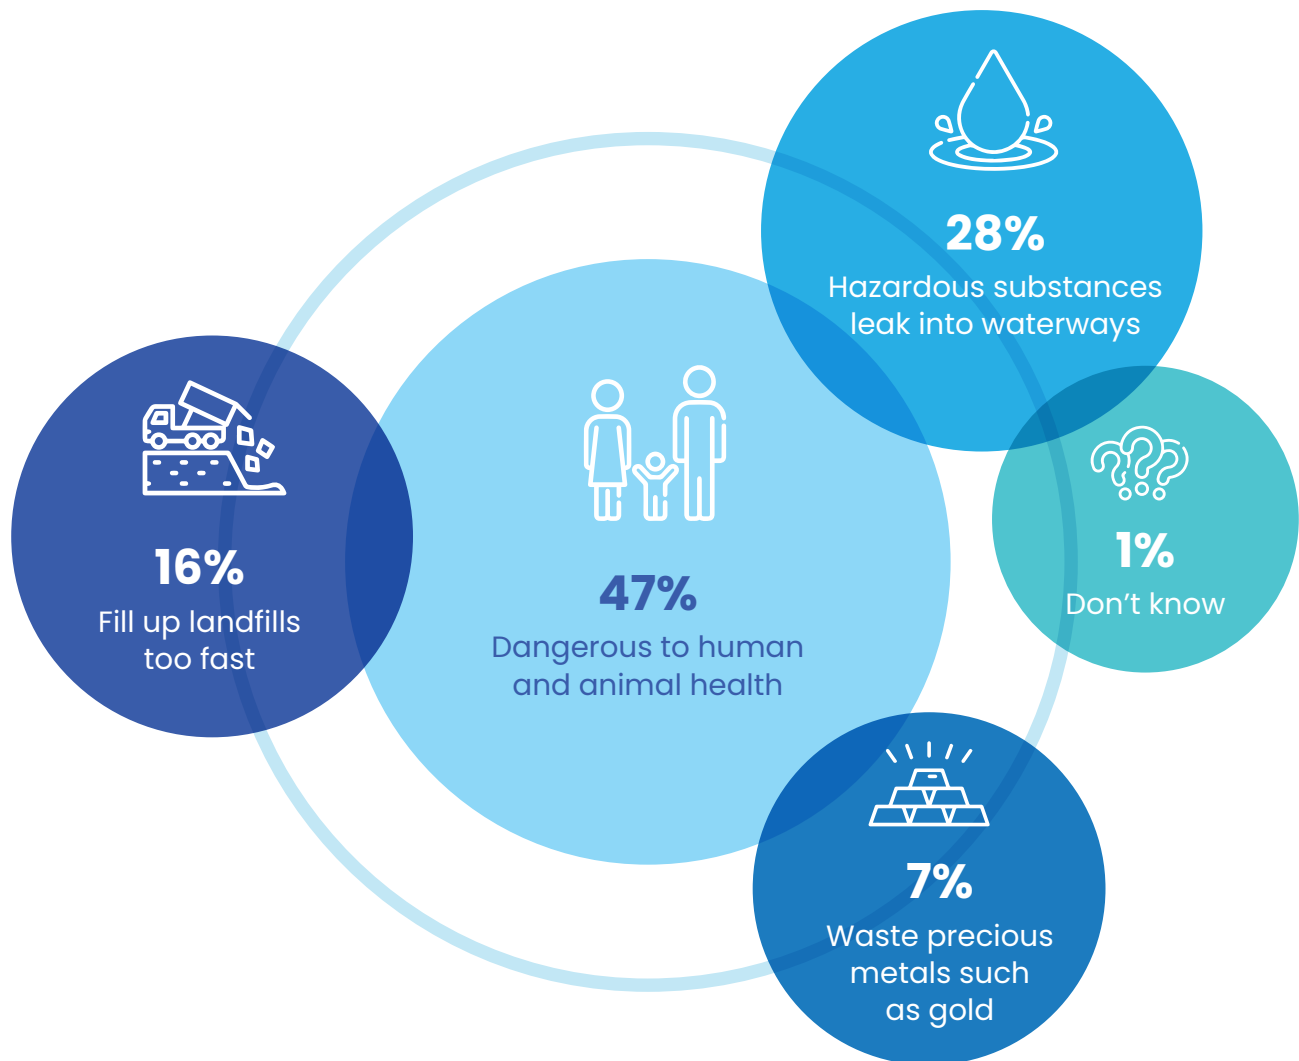 28%
Hazardous substances
leak into waterways
16%
Fill up landfills
too fast
47%
Dangerous to human
and animal health
1%
Don’t know
7%
Waste precious
metals such
as gold